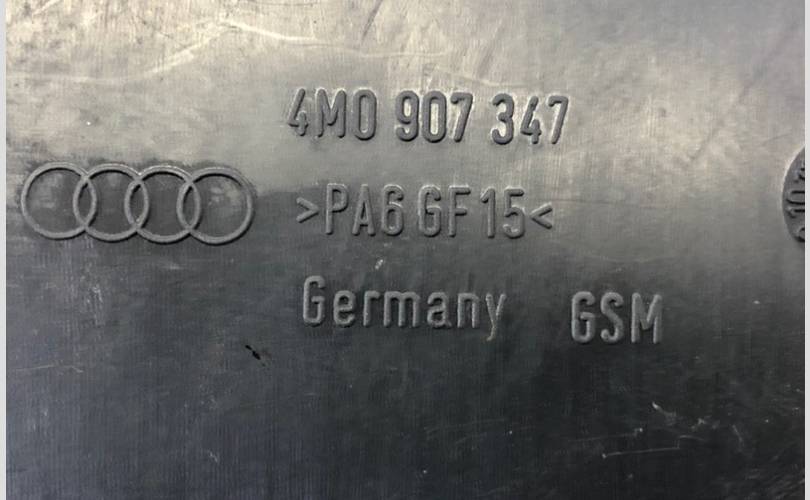 4M0 907 347
>PA6 GF15<
Germany GSM